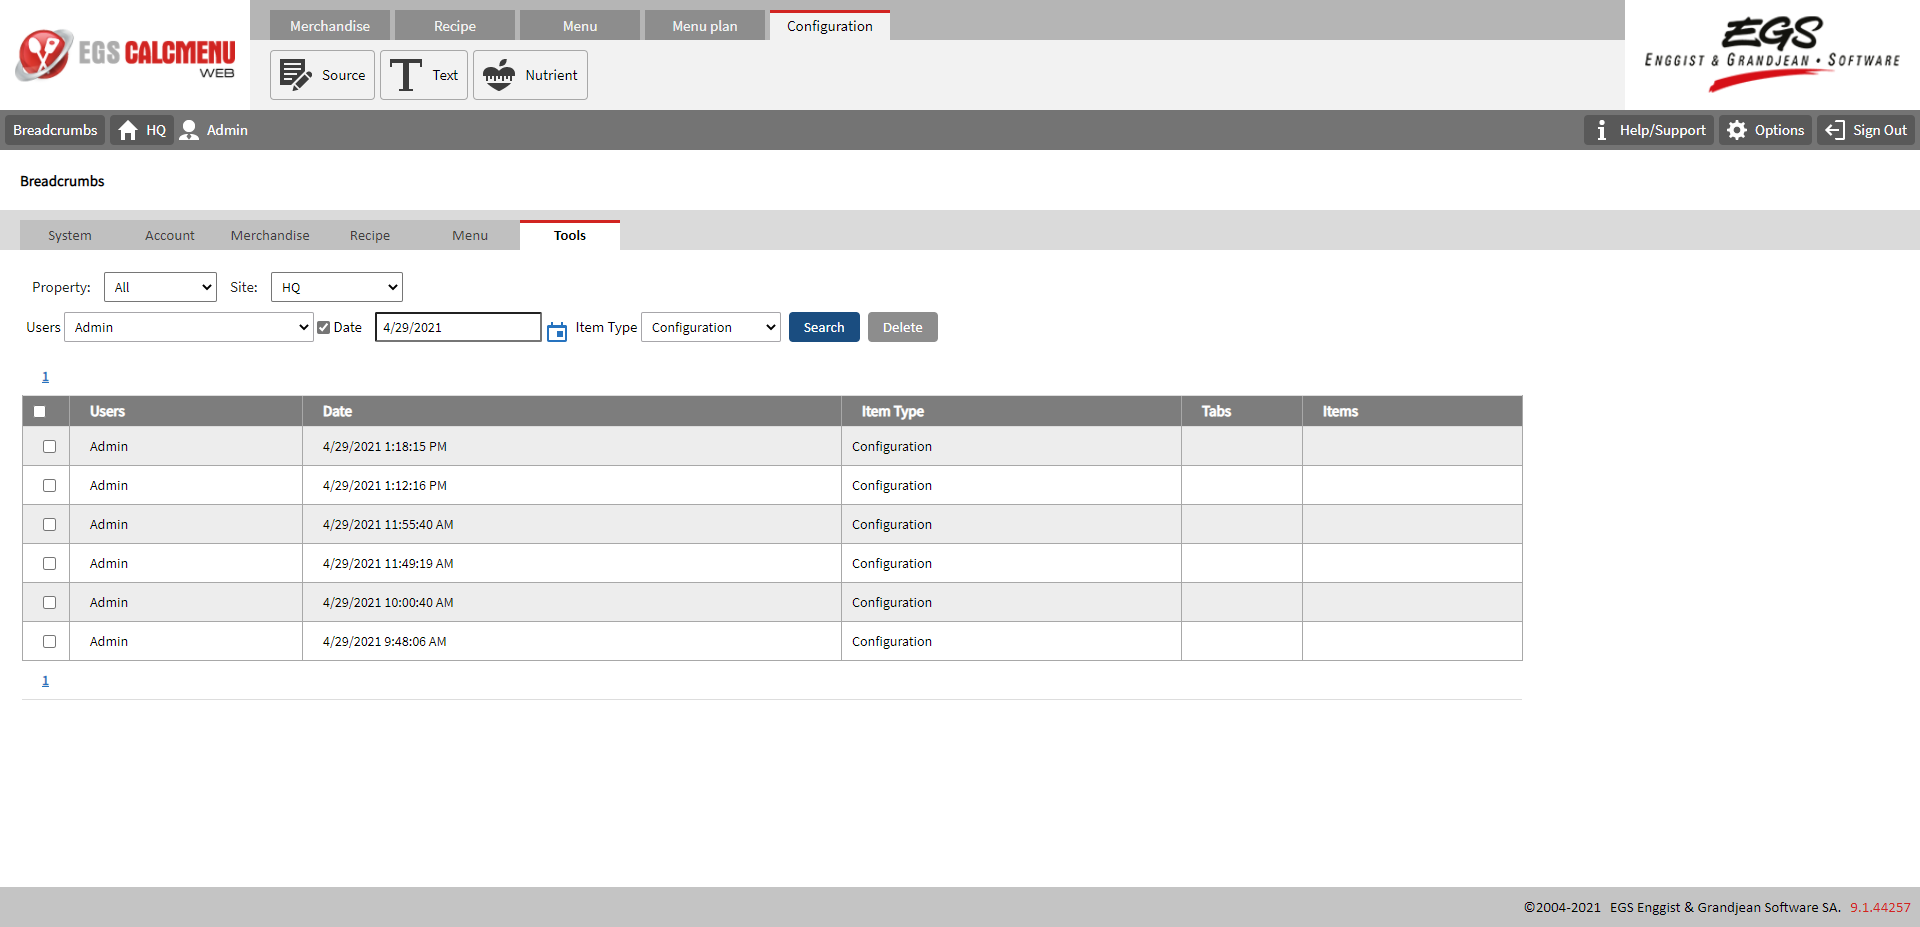 EGS CALCMENU
WEB
Merchandise Recipe Menu Menu plan Configuration
Source Text Nutrient
EGS
ENGGIST & GRANDJEAN • SOFTWARE
Breadcrumbs HQ Admin Help/Support Options Sign Out
Breadcrumbs
System Account Merchandise Recipe Menu Tools
Property: All Site: HQ
Users Admin Date 4/29/2021 Item Type Configuration Search Delete
1
Users Date Item Type Tabs Items
Admin 4/29/2021 1:18:15 PM Configuration
Admin 4/29/2021 1:12:16 PM Configuration
Admin 4/29/2021 11:55:40 AM Configuration
Admin 4/29/2021 11:49:19 AM Configuration
Admin 4/29/2021 10:00:40 AM Configuration
Admin 4/29/2021 9:48:06 AM Configuration
1
©2004-2021 EGS Enggist & Grandjean Software SA. 9.1.44257